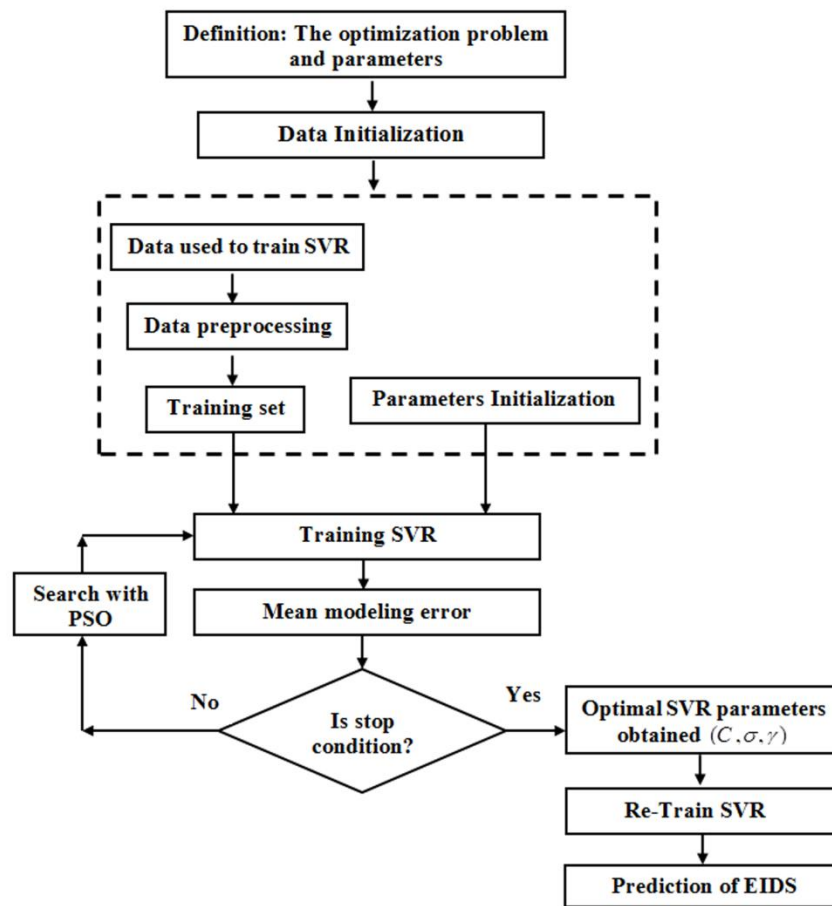 Definition: The optimization problem
and parameters
Data Initialization
Data used to train SVR
Data preprocessing
Training set
Parameters Initialization
Training SVR
Search with
PSO
Mean modeling error
No
Yes
Is stop
condition?
Optimal SVR parameters
obtained (C,σ,γ)
Re-Train SVR
Prediction of EIDS